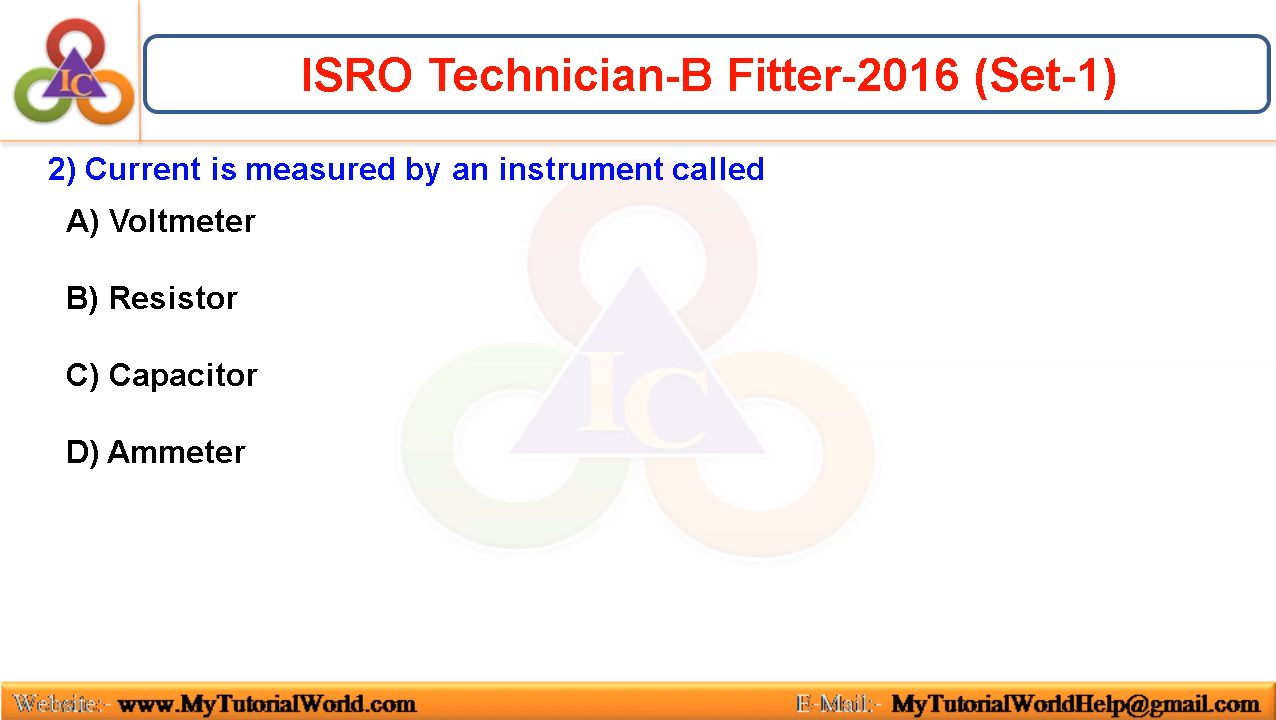 IC
ISRO Technician-B Fitter-2016 (Set-1)
2) Current is measured by an instrument called
A) Voltmeter
B) Resistor
C) Capacitor
D) Ammeter
IC
Website:- www.MyTutorialWorld.com
E-Mail:- MyTutorialWorldHelp@gmail.com